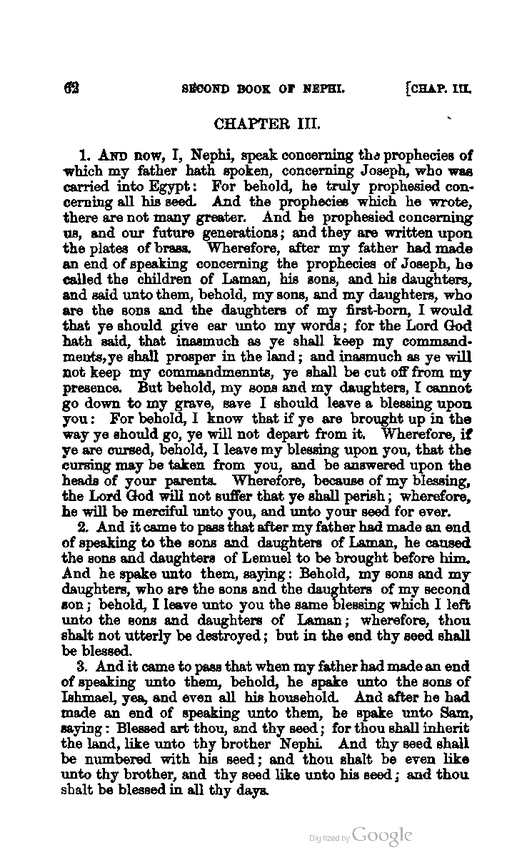 62 SECOND BOOK OF NEPHI. [CHAP. III.
CHAPTER III.
1. AND now, I, Nephi, speak concerning the prophecies of
which my father hath spoken, concerning Joseph, who was
carried into Egypt: For behold, he truly prophesied con-
cerning all his seed. And the prophecies which he wrote,
there are not many greater. And he prophesied concerning
us, and our future generations; and they are written upon
the plates of brass. Wherefore, after my father had made
an end of speaking concerning the prophecies of Joseph, he
called the children of Laman, his sons, and his daughters,
and said unto them, behold, my sons, and my daughters, who
are the sons and the daughters of my first-born, I would
that ye should give ear unto my words; for the Lord God
hath said, that inasmuch as ye shall keep my command-
ments, ye shall prosper in the land; and inasmuch as ye will
not keep my commandmennts, ye shall be cut off from my
presence. But behold, my sons and my daughters, I cannot
go down to my grave, save I should leave a blessing upon
you: For behold, I know that if ye are brought up in the
way ye should go, ye will not depart from it. Wherefore, if
ye are cursed, behold, I leave my blessing upon you, that the
cursing may be taken from you, and be answered upon the
heads of your parents. Wherefore, because of my blessing,
the Lord God will not suffer that ye shall perish; wherefore,
he will be merciful unto you, and unto your seed for ever.
2. And it came to pass that after my father had made an end
of speaking to the sons and daughters of Laman, he caused
the sons and daughters of Lemuel to be brought before him.
And he spake unto them, saying: Behold, my sons and my
daughters, who are the sons and the daughters of my second
son; behold, I leave unto you the same blessing which I left
unto the sons and daughters of Laman; wherefore, thou
shalt not utterly be destroyed; but in the end thy seed shall
be blessed.
3. And it came to pass that when my father had made an end
of speaking unto them, behold, he spake unto the sons of
Ishmael, yea, and even all his household. And after he had
made an end of speaking unto them, he spake unto Sam,
saying: Blessed art thou, and thy seed; for thou shall inherit
the land, like unto thy brother Nephi. And thy seed shall
be numbered with his seed; and thou shalt be even like
unto thy brother, and thy seed like unto his seed; and thou
shalt be blessed in all thy days.
Digitized by Google